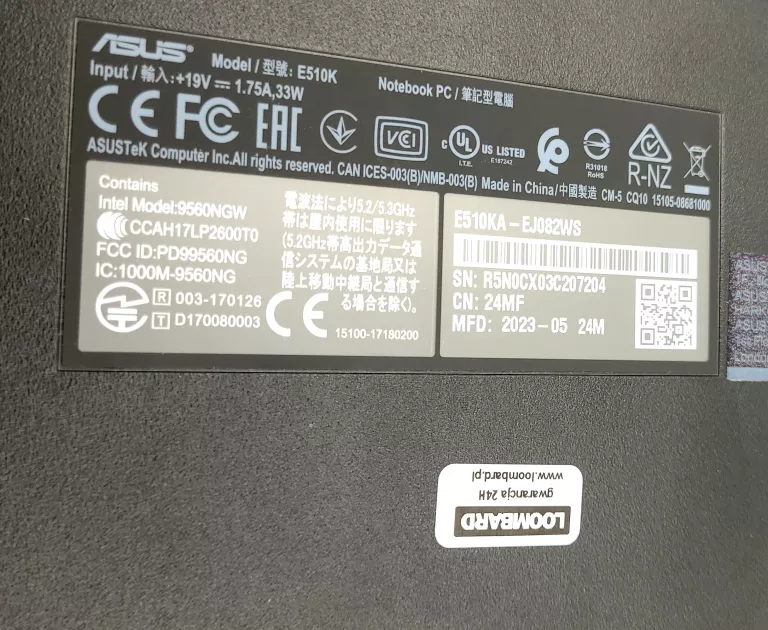 ASUS®
Model / 型號: E510K
Notebook PC / 筆記型電腦
Input / 輸入:+19V⎓1.75A,33W
CE FC EAC VCI
c UL US LISTED
I.T.E. E187242
R31018
RoHS
R-NZ
ASUSTeK Computer Inc.All rights reserved. CAN ICES-003(B)/NMB-003(B) Made in China/中國製造 CM-5 CQ10 15105-08681000
Contains
Intel Model:9560NGW
CCAH17LP2600T0
FCC ID:PD99560NG
IC:1000M-9560NG
R 003-170126
T D170080003
電波法により5.2/5.3GHz
帯は屋内使用に限ります
(5.2GHz帯高出力データ通
信システムの基地局又は
陸上移動中継局と通信す
る場合を除く)。
CE
15100-17180200
E510KA-EJ082WS
SN: R5N0CX03C207204
CN: 24MF
MFD: 2023-05 24M
LOOMBARD
gwarancja 24H
www.loombard.pl